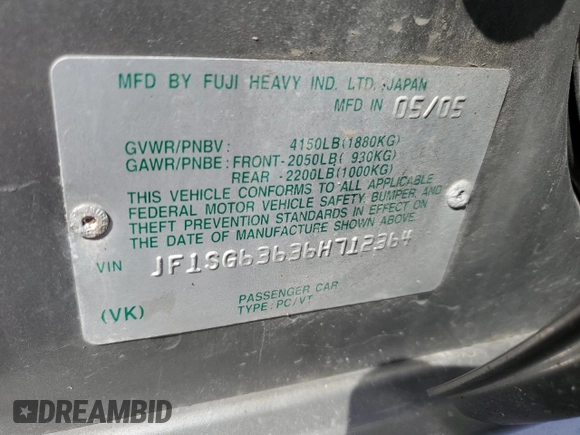 MFD BY FUJI HEAVY IND. LTD. JAPAN
MFD IN 05/05
GVWR/PNBV : 4150LB(1880KG)
GAWR/PNBE: FRONT-2050LB( 930KG)
REAR -2200LB(1000KG)
THIS VEHICLE CONFORMS TO ALL APPLICABLE
FEDERAL MOTOR VEHICLE SAFETY, BUMPER, AND
THEFT PREVENTION STANDARDS IN EFFECT ON
THE DATE OF MANUFACTURE SHOWN ABOVE.
VIN JF1SG63636H712364
PASSENGER CAR
(VK) TYPE: PC/VT
DREAMBID